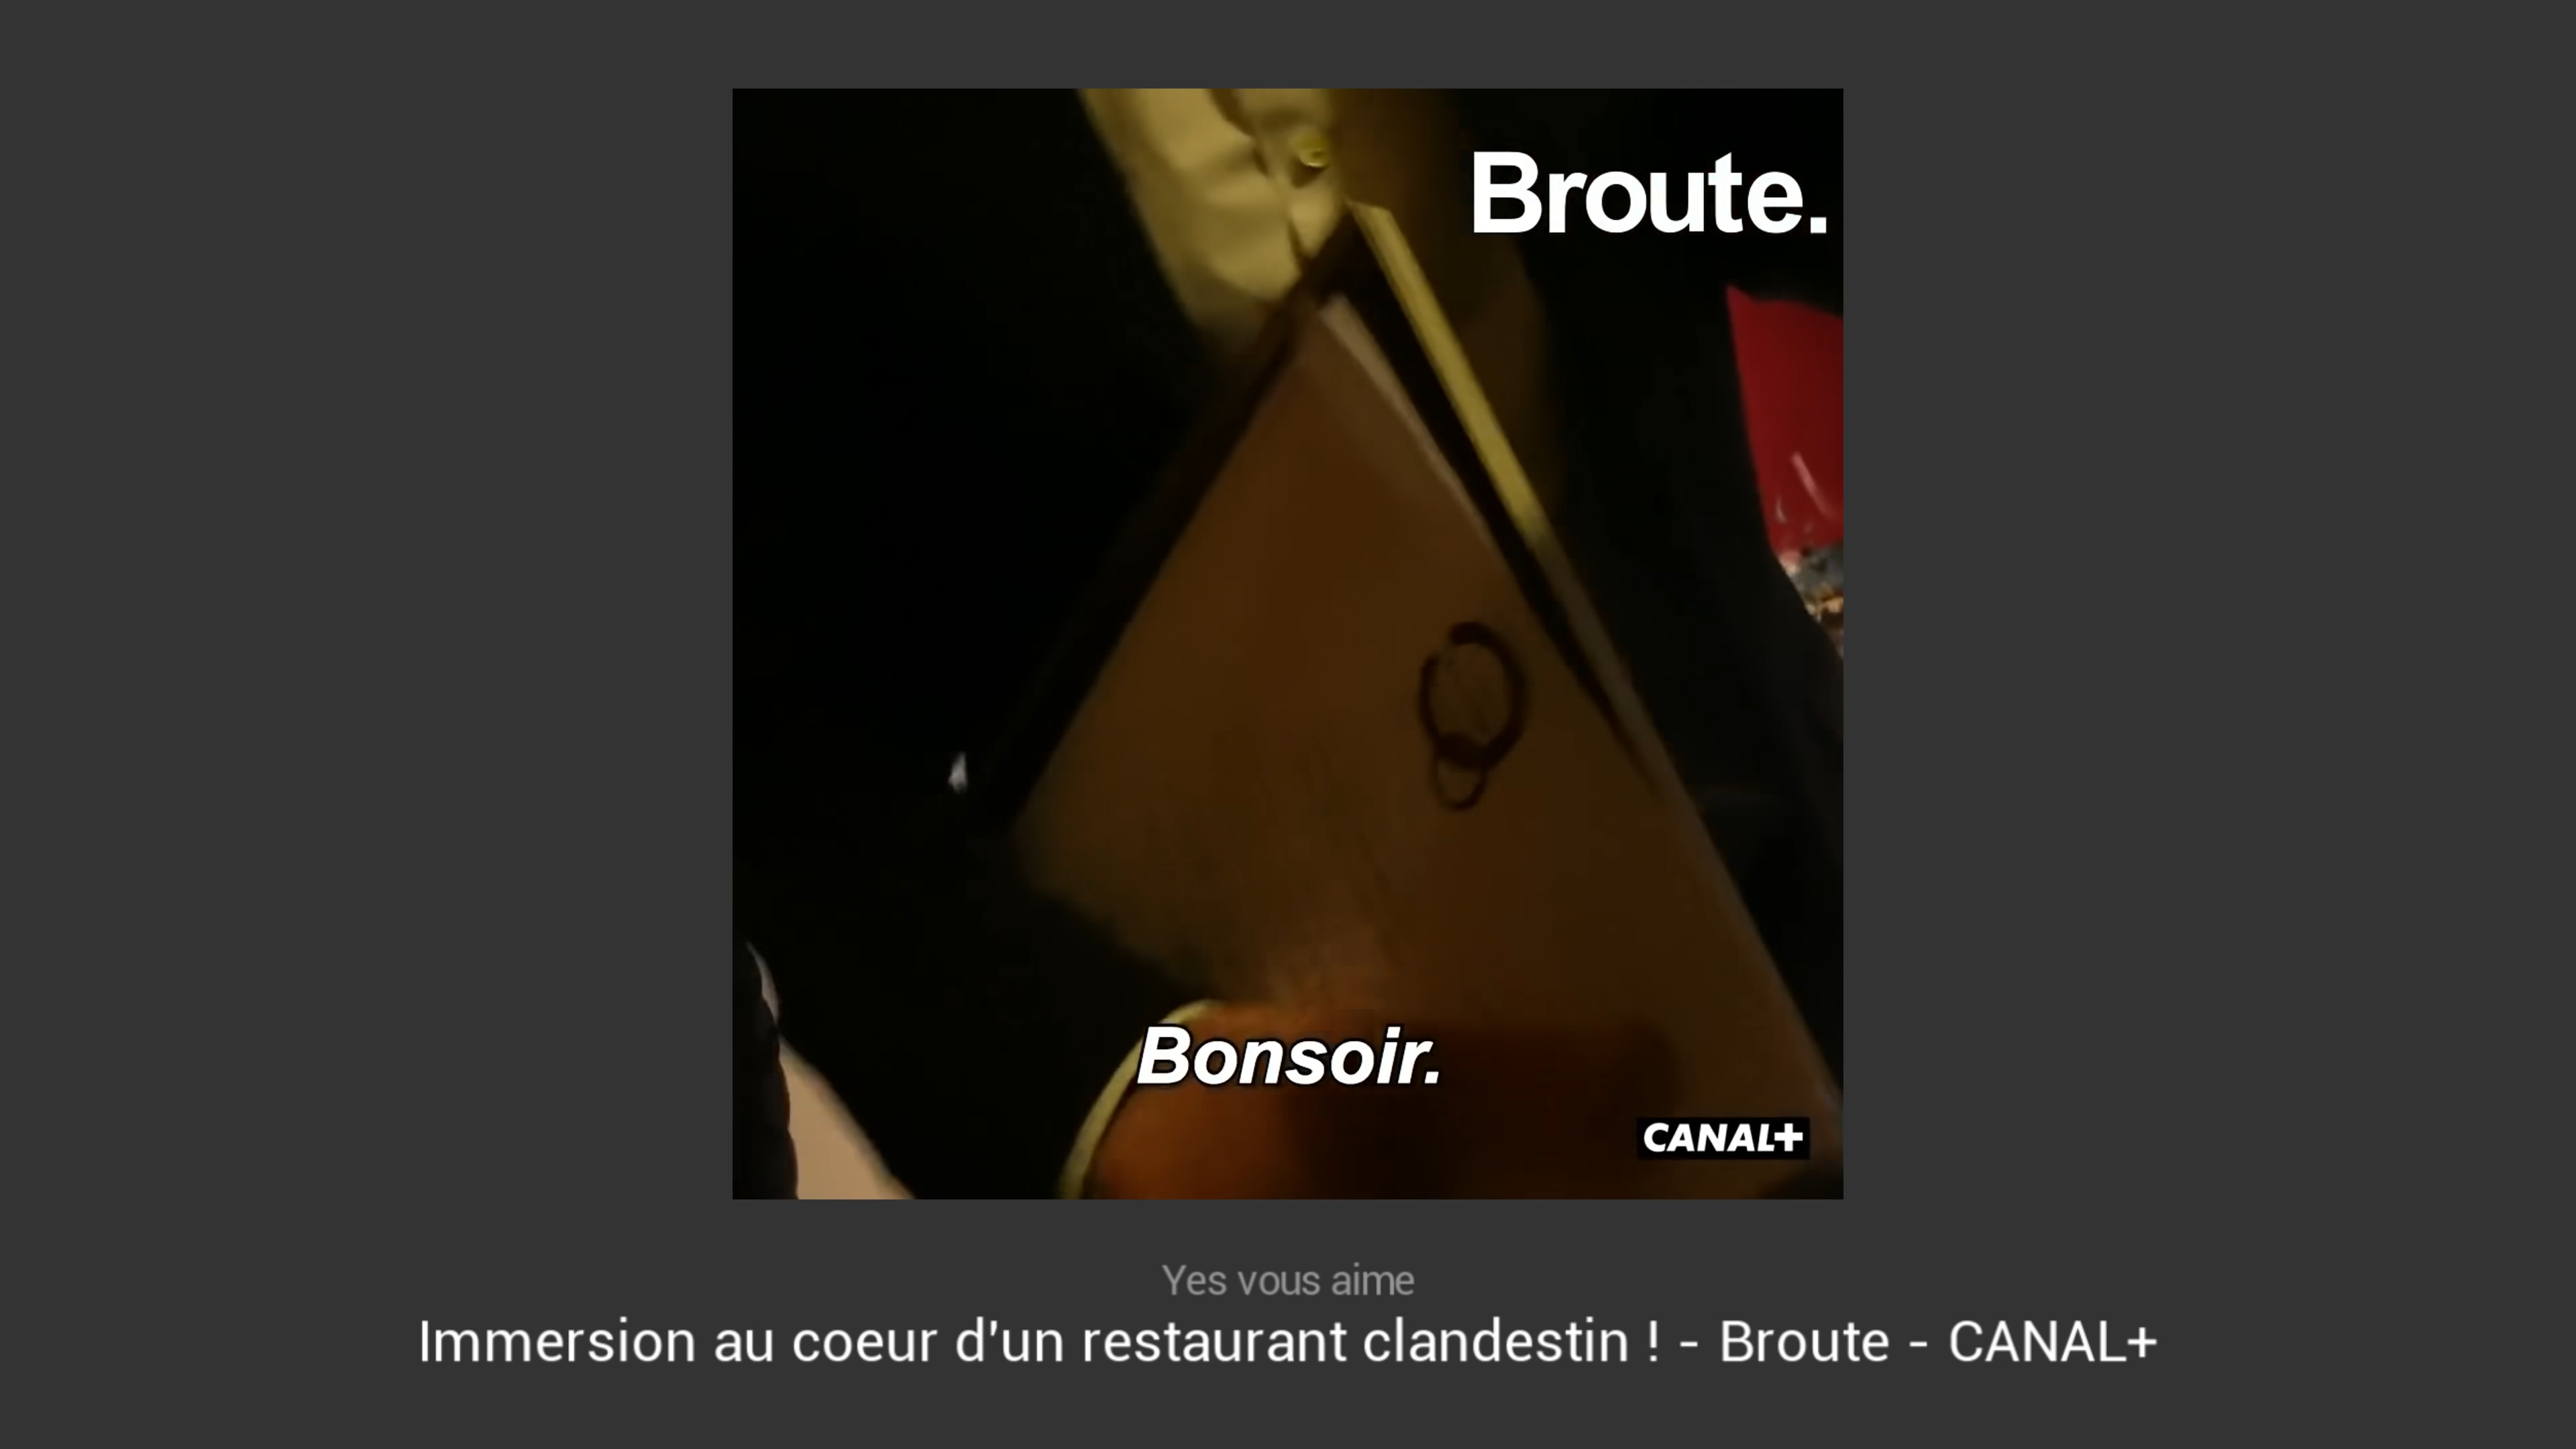 Broute.
Bonsoir.
CANAL+
Yes vous aime
Immersion au coeur d'un restaurant clandestin ! - Broute - CANAL+